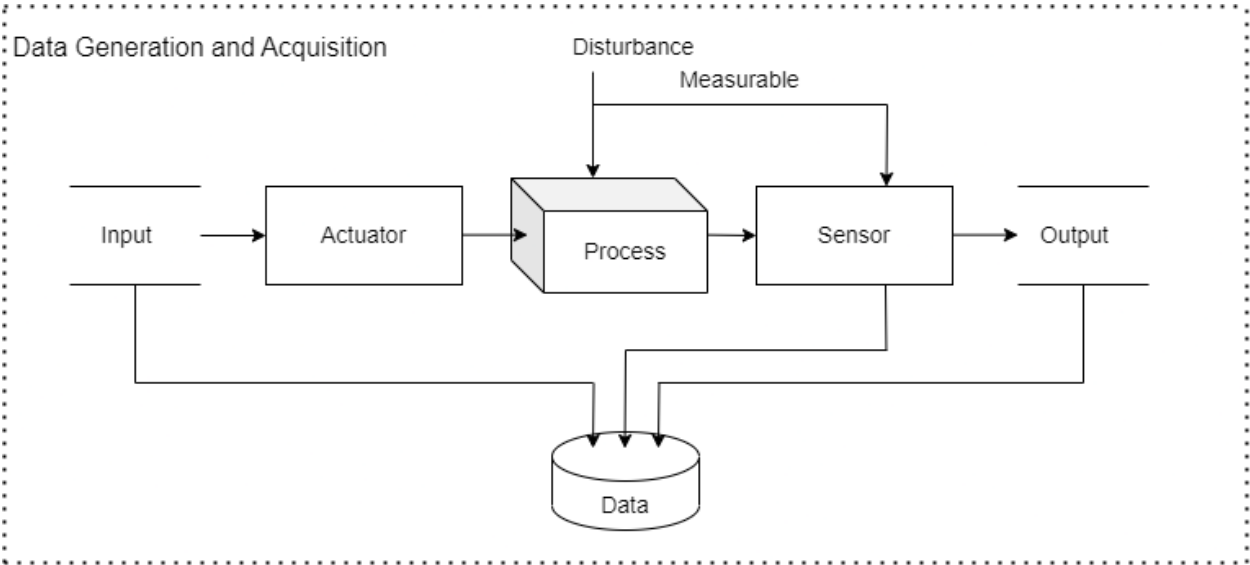 Data Generation and Acquisition
Disturbance
Measurable
Input
Actuator
Process
Sensor
Output
Data